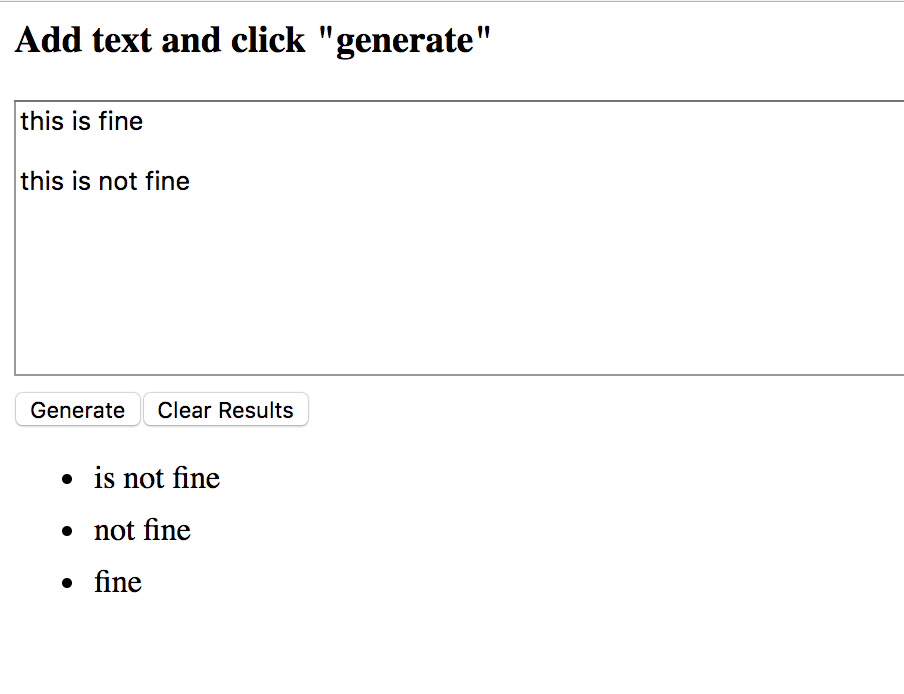 Add text and click "generate"
this is fine
this is not fine
Generate Clear Results
• is not fine
• not fine
• fine